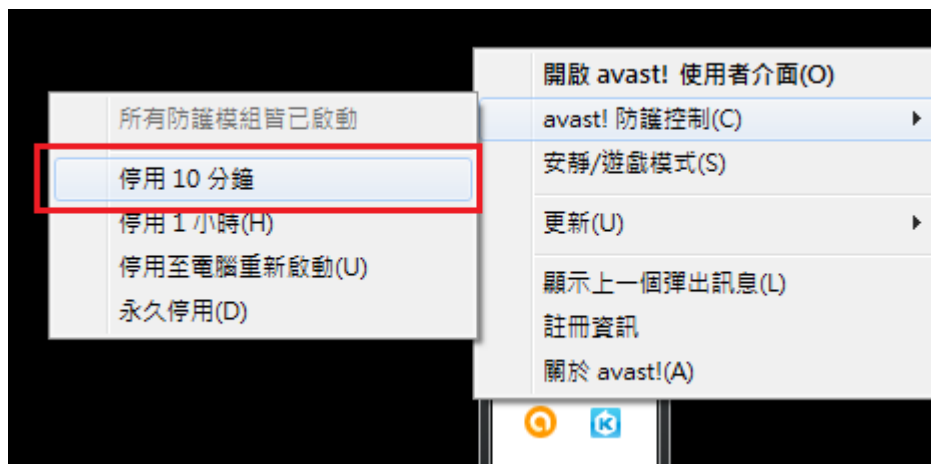 開啟 avast! 使用者介面(O)
avast! 防護控制(C)
安靜/遊戲模式(S)
更新(U)
顯示上一個彈出訊息(L)
註冊資訊
關於 avast!(A)
所有防護模組皆已啟動
停用 10 分鐘
停用 1 小時(H)
停用至電腦重新啟動(U)
永久停用(D)